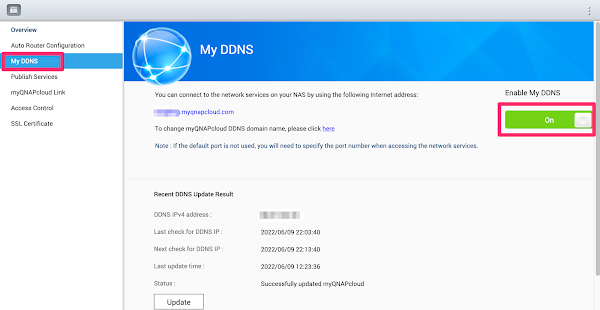 Overview
Auto Router Configuration
My DDNS
Publish Services
myQNAPcloud Link
Access Control
SSL Certificate
My DDNS
You can connect to the network services on your NAS by using the following Internet address:
.myqnapcloud.com
To change myQNAPcloud DDNS domain name, please click here
Note : If the default port is not used, you will need to specify the port number when accessing the network services.
Enable My DDNS
On
Recent DDNS Update Result
DDNS IPv4 address :
Last check for DDNS IP : 2022/06/09 22:03:40
Next check for DDNS IP : 2022/06/09 22:13:40
Last update time : 2022/06/09 12:23:36
Status : Successfully updated myQNAPcloud
Update